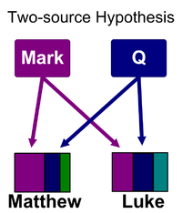 Two-source Hypothesis
Mark Q
Matthew Luke